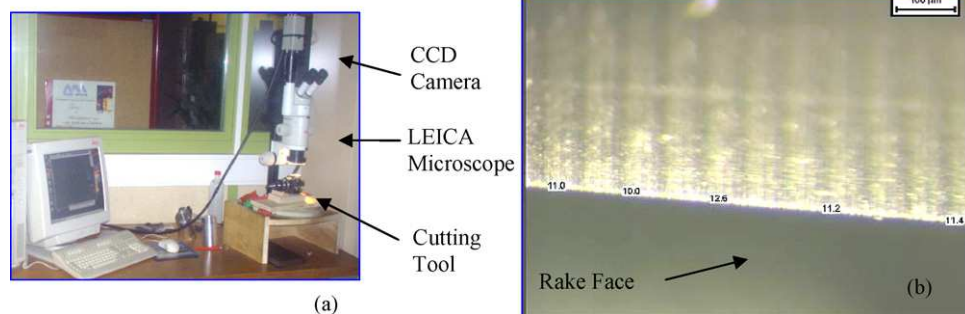 CCD
Camera
LEICA
Microscope
Cutting
Tool
(a)
100 µm
11.0
10.0
12.6
11.2
11.4
Rake Face
(b)